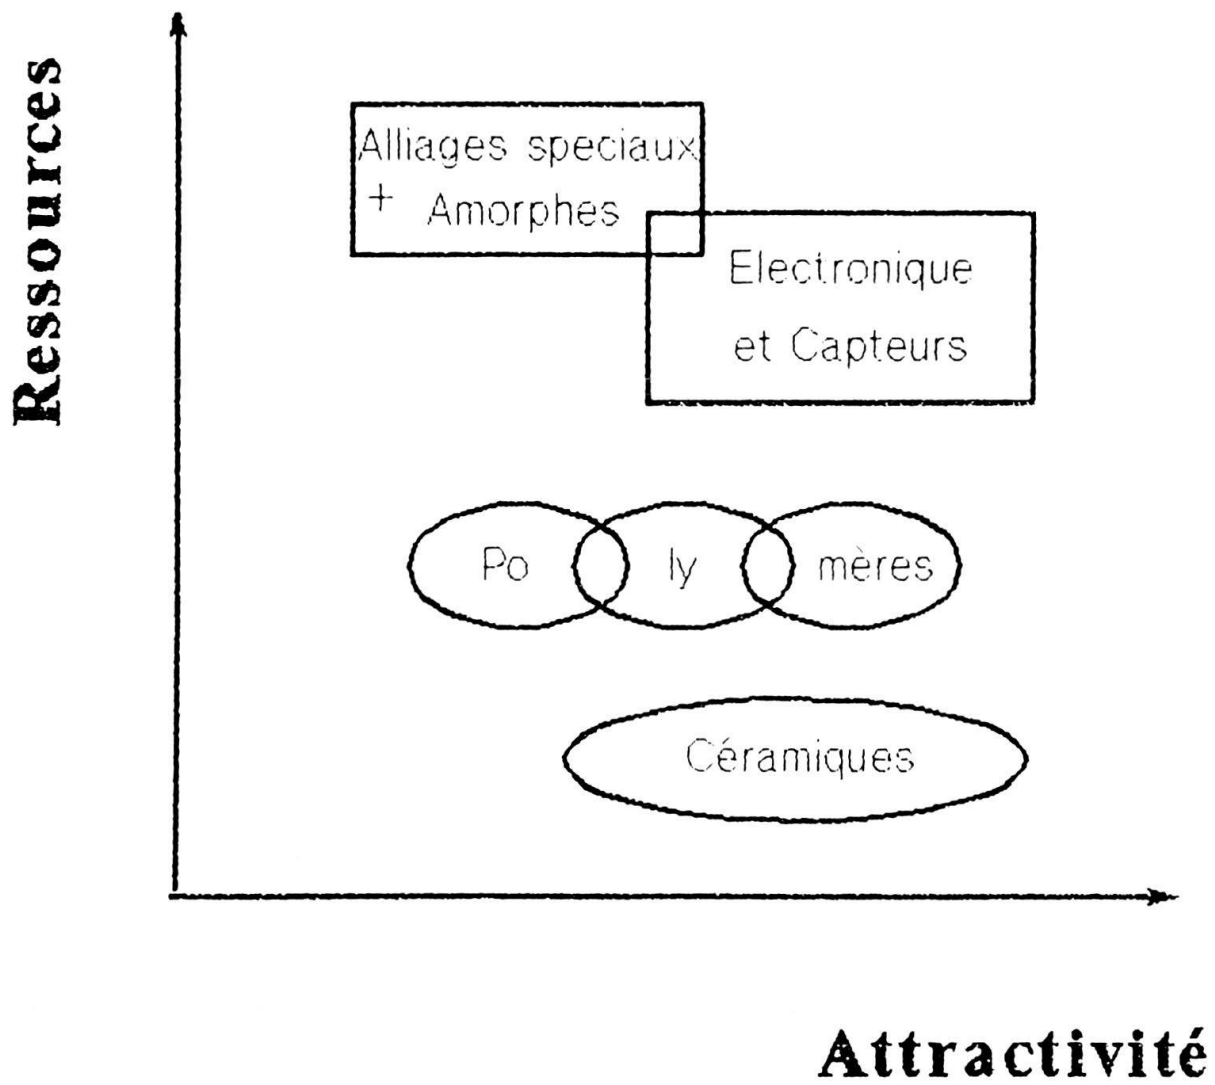 Ressources
Alliages speciaux
+ Amorphes
Electronique
et Capteurs
Po ly mères
Céramiques
Attractivité